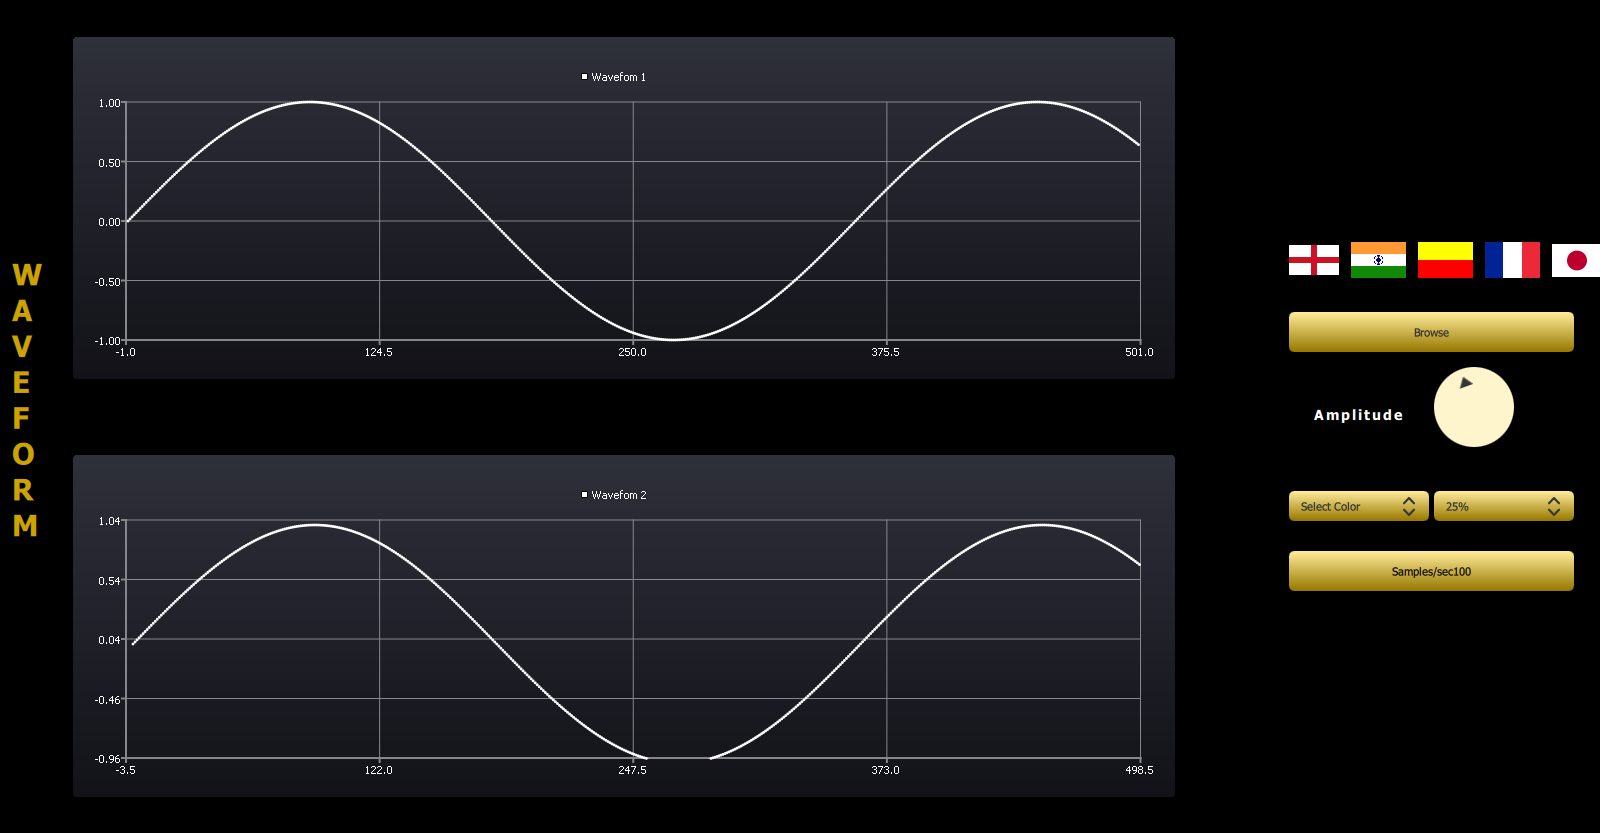 W
A
V
E
F
O
R
M
Wavefom 1
1.00
0.50
0.00
-0.50
-1.00
-1.0 124.5 250.0 375.5 501.0
Wavefom 2
1.04
0.54
0.04
-0.46
-0.96
-3.5 122.0 247.5 373.0 498.5
Browse
Amplitude
Select Color 25%
Samples/sec100